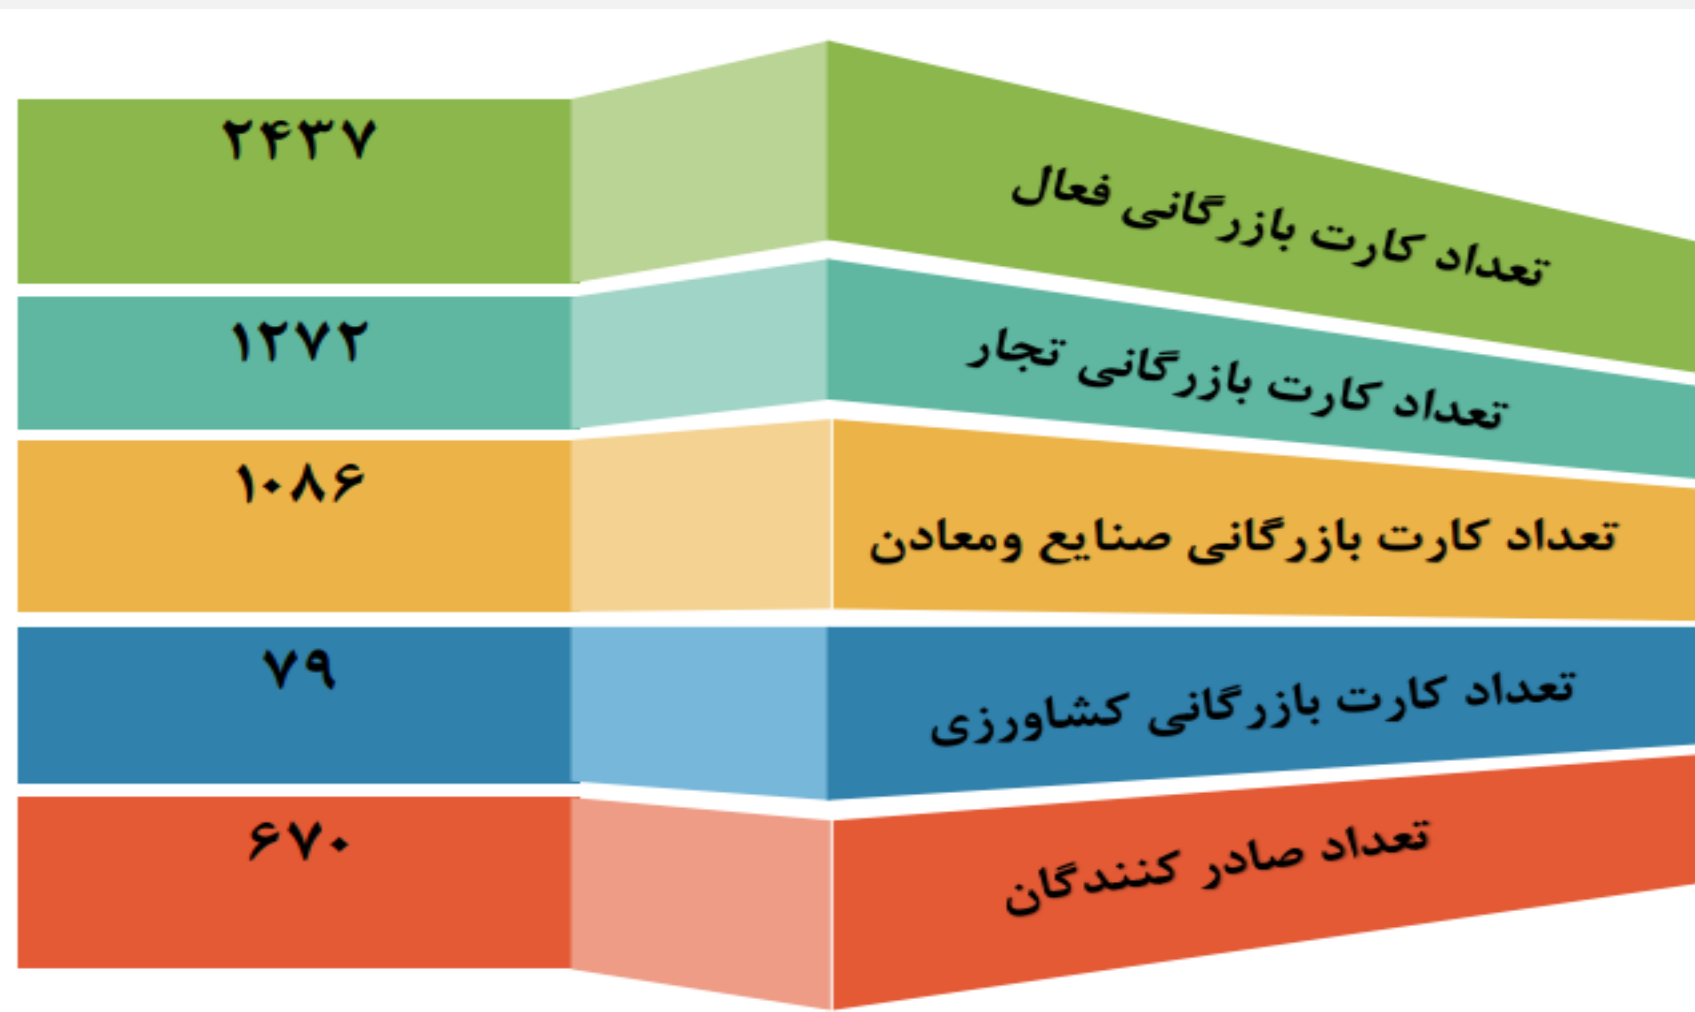 تعداد کارت بازرگانی فعال
۲۴۳۷
تعداد کارت بازرگانی تجار
۱۲۷۲
تعداد کارت بازرگانی صنایع ومعادن
۱۰۸۶
تعداد کارت بازرگانی کشاورزی
۷۹
تعداد صادر کنندگان
۶۷۰